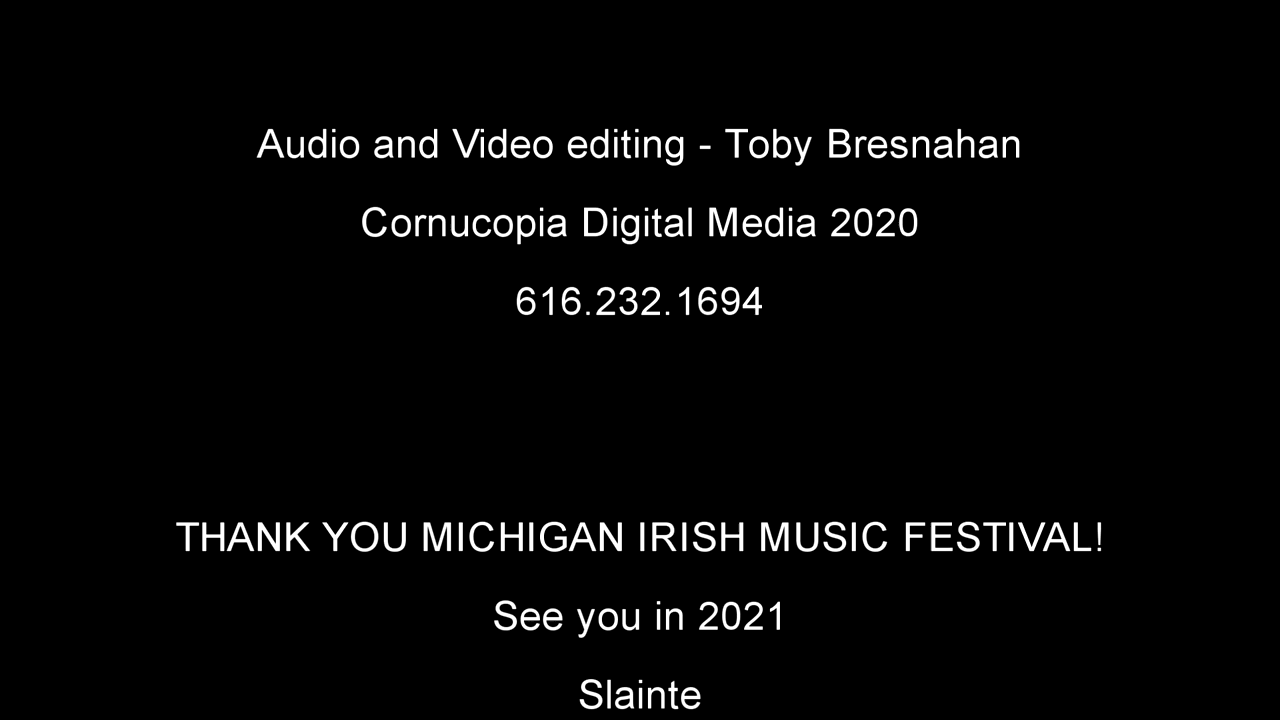 Audio and Video editing - Toby Bresnahan
Cornucopia Digital Media 2020
616.232.1694
THANK YOU MICHIGAN IRISH MUSIC FESTIVAL!
See you in 2021
Slainte